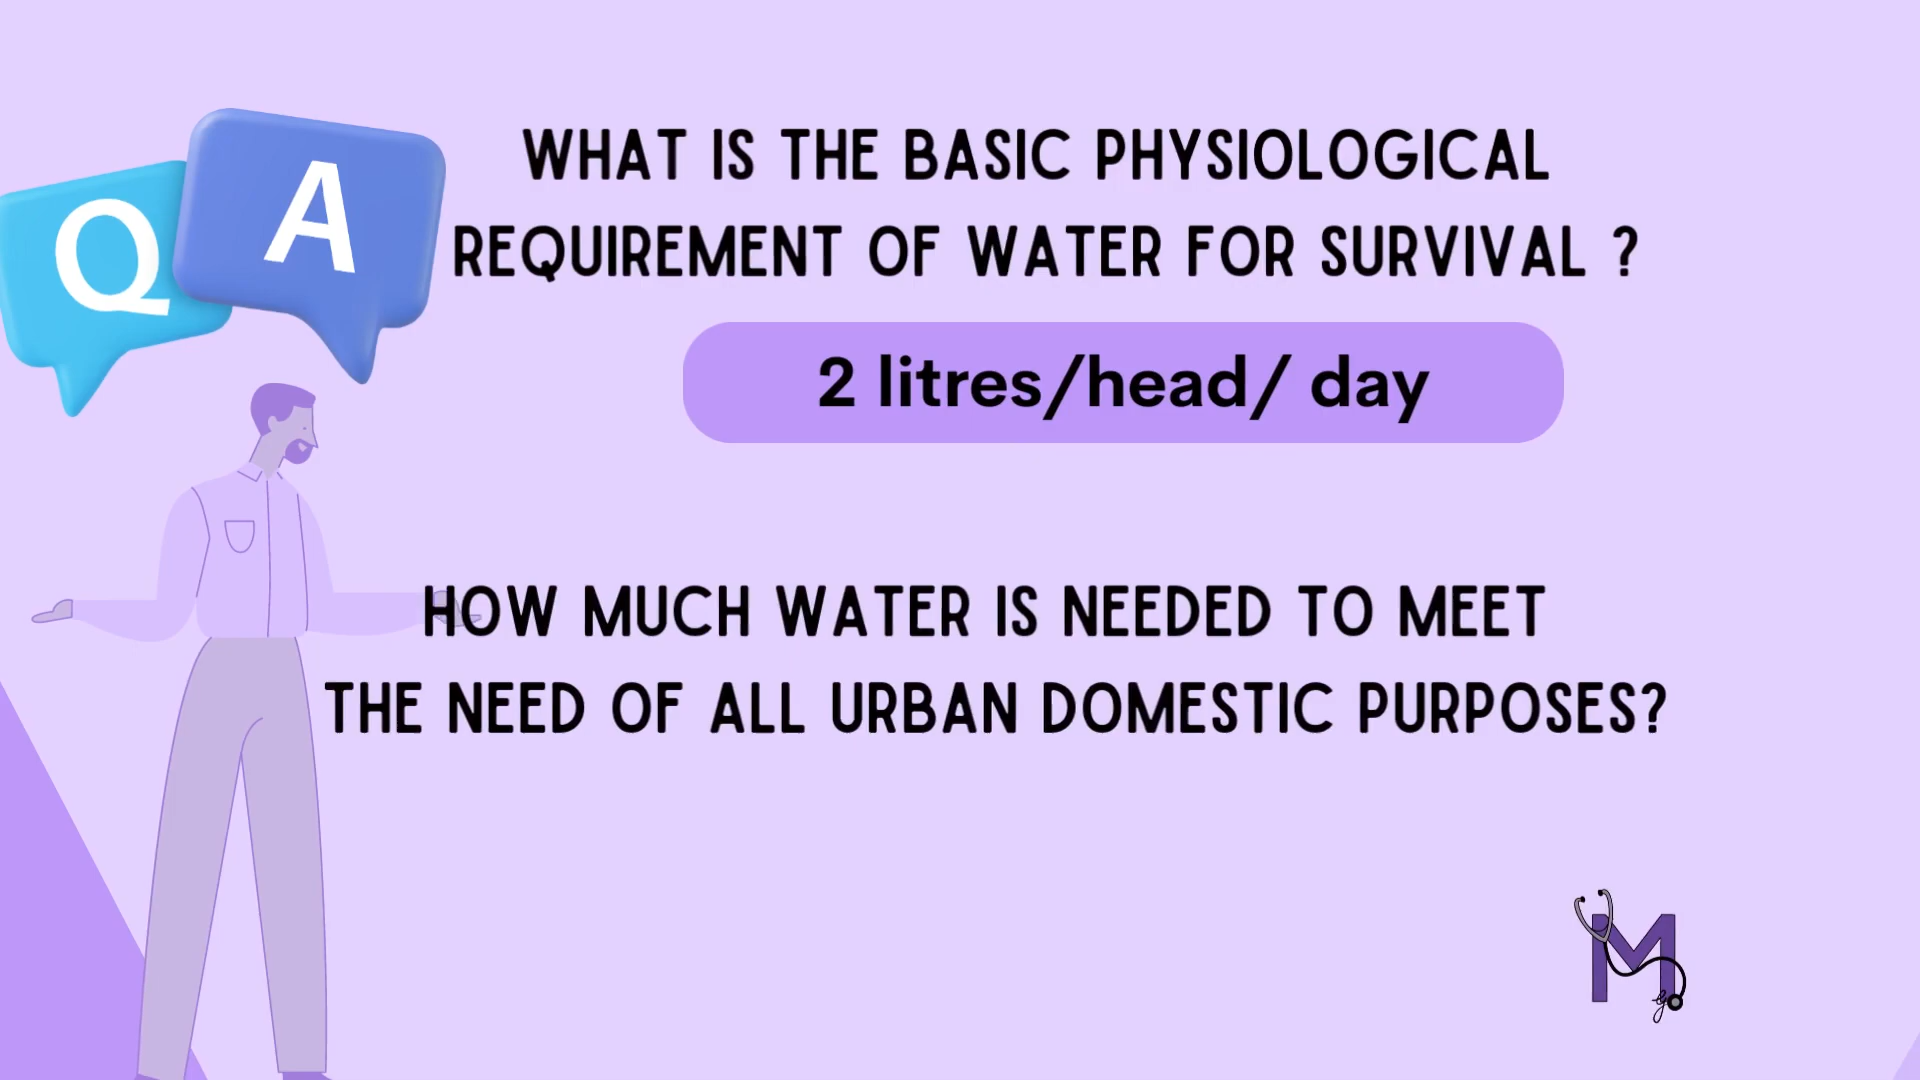 Q A
WHAT IS THE BASIC PHYSIOLOGICAL
REQUIREMENT OF WATER FOR SURVIVAL ?
2 litres/head/ day
HOW MUCH WATER IS NEEDED TO MEET
THE NEED OF ALL URBAN DOMESTIC PURPOSES?
M